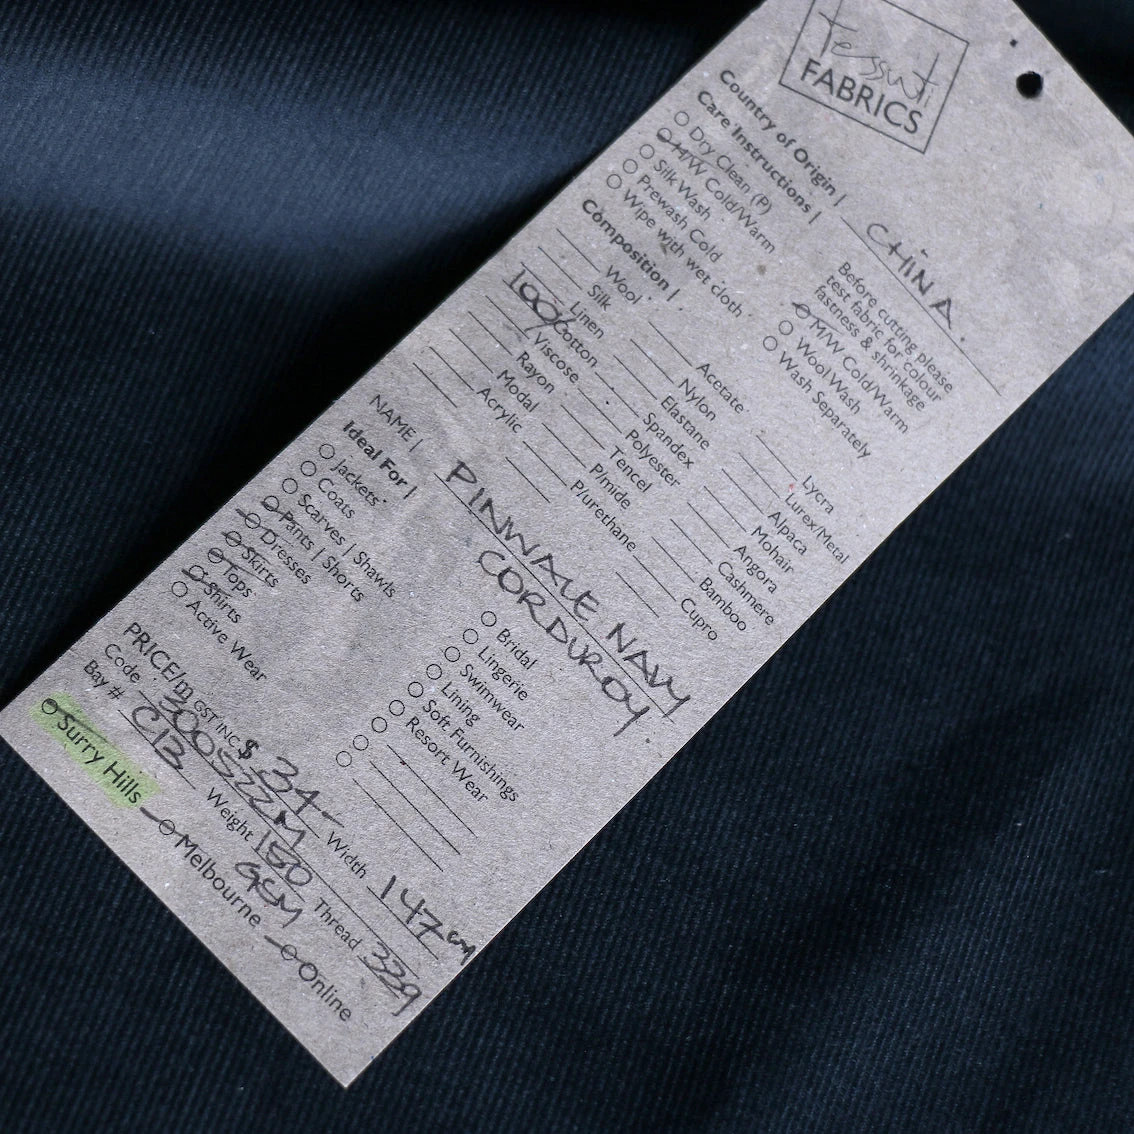 Tessuti
FABRICS
Country of Origin | CHINA.
Care Instructions |
Before cutting please
test fabric for colour
fastness & shrinkage
Dry Clean (P)
H/W Cold/Warm
M/W Cold/Warm
Silk Wash
Wool Wash
Prewash Cold
Wash Separately
Wipe with wet cloth
Composition |
Wool
Acetate
Lycra
Silk
Nylon
Lurex/Metal
Linen
Elastane
Alpaca
100% Cotton
Spandex
Mohair
Viscose
Polyester
Angora
Rayon
Tencel
Cashmere
Modal
P/mide
Bamboo
Acrylic
P/urethane
Cupro
NAME | PINWALE NAVY
CORDUROY.
Ideal For |
Jackets
Bridal
Coats
Lingerie
Scarves | Shawls
Swimwear
Pants | Shorts
Lining
Dresses
Soft Furnishings
Skirts
Resort Wear
Tops
Shirts
Active Wear
PRICE/m GST INC $ 34- Width 147cm
Code 300522M Weight 150 GSM Thread 339
Bay # C13
Surry Hills Melbourne Online